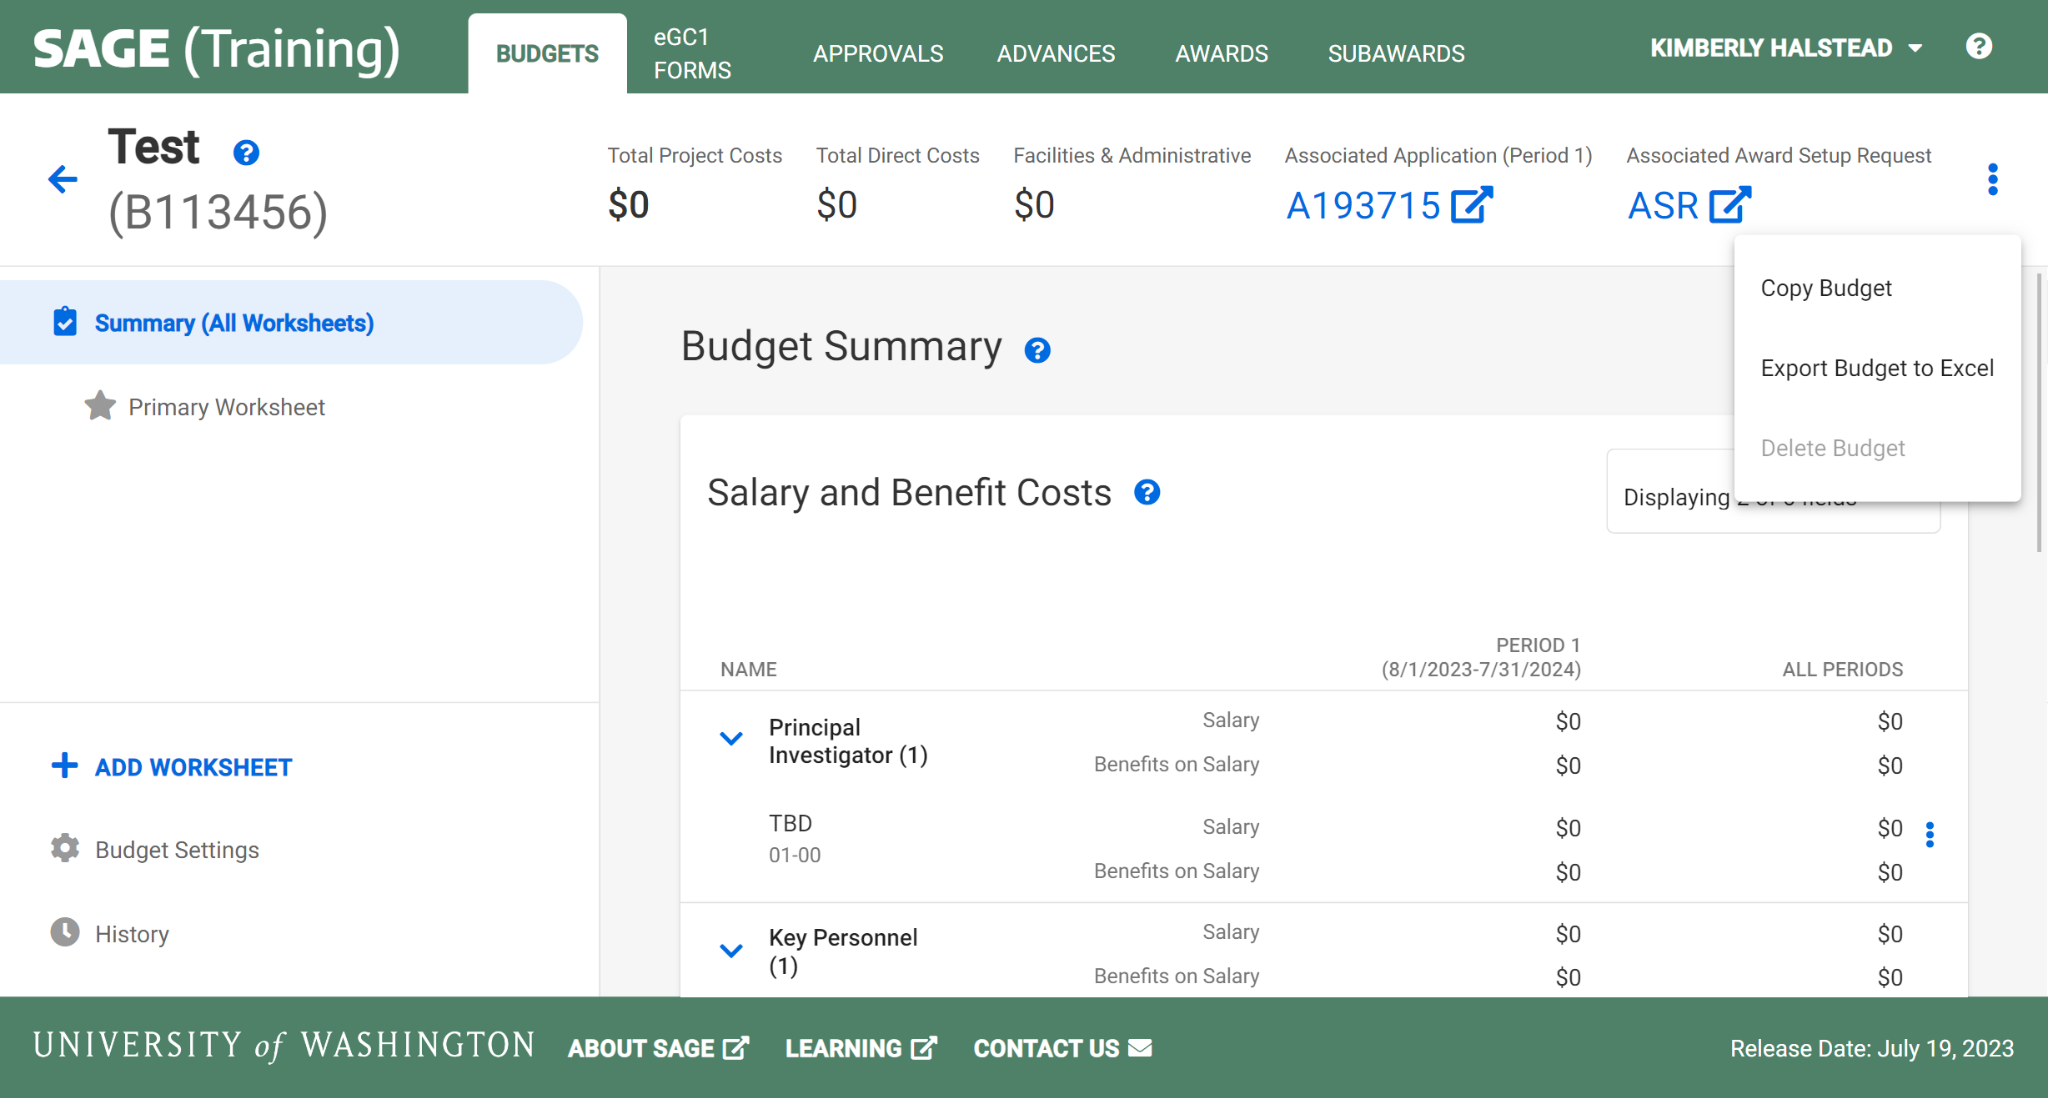 SAGE (Training)
BUDGETS
eGC1
FORMS
APPROVALS
ADVANCES
AWARDS
SUBAWARDS
KIMBERLY HALSTEAD
Test
(B113456)
Total Project Costs
$0
Total Direct Costs
$0
Facilities & Administrative
$0
Associated Application (Period 1)
A193715
Associated Award Setup Request
ASR
Copy Budget
Export Budget to Excel
Delete Budget
Summary (All Worksheets)
Primary Worksheet
ADD WORKSHEET
Budget Settings
History
Budget Summary
Salary and Benefit Costs
Displaying
NAME
PERIOD 1
(8/1/2023-7/31/2024)
ALL PERIODS
Principal
Investigator (1)
Salary $0 $0
Benefits on Salary $0 $0
TBD
01-00
Salary $0 $0
Benefits on Salary $0 $0
Key Personnel
(1)
Salary $0 $0
Benefits on Salary $0 $0
UNIVERSITY of WASHINGTON
ABOUT SAGE
LEARNING
CONTACT US
Release Date: July 19, 2023